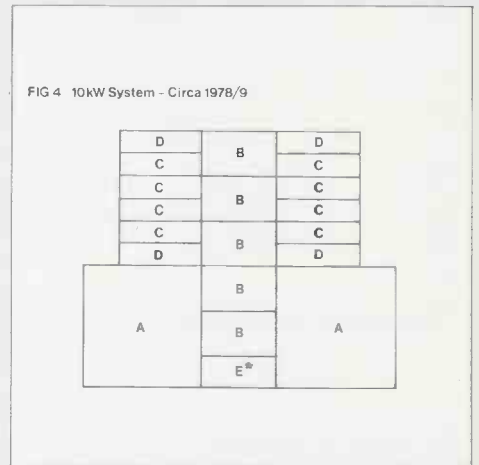 FIG 4 10kW System - Circa 1978/9
D B D
C C
C B C
C C
C B C
D D
A B A
B
E*